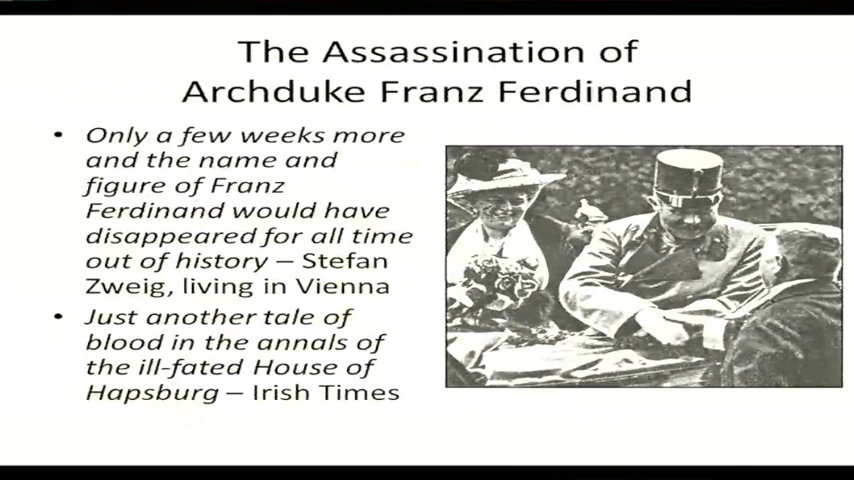 The Assassination of
Archduke Franz Ferdinand
• Only a few weeks more
and the name and
figure of Franz
Ferdinand would have
disappeared for all time
out of history – Stefan
Zweig, living in Vienna
• Just another tale of
blood in the annals of
the ill-fated House of
Hapsburg – Irish Times